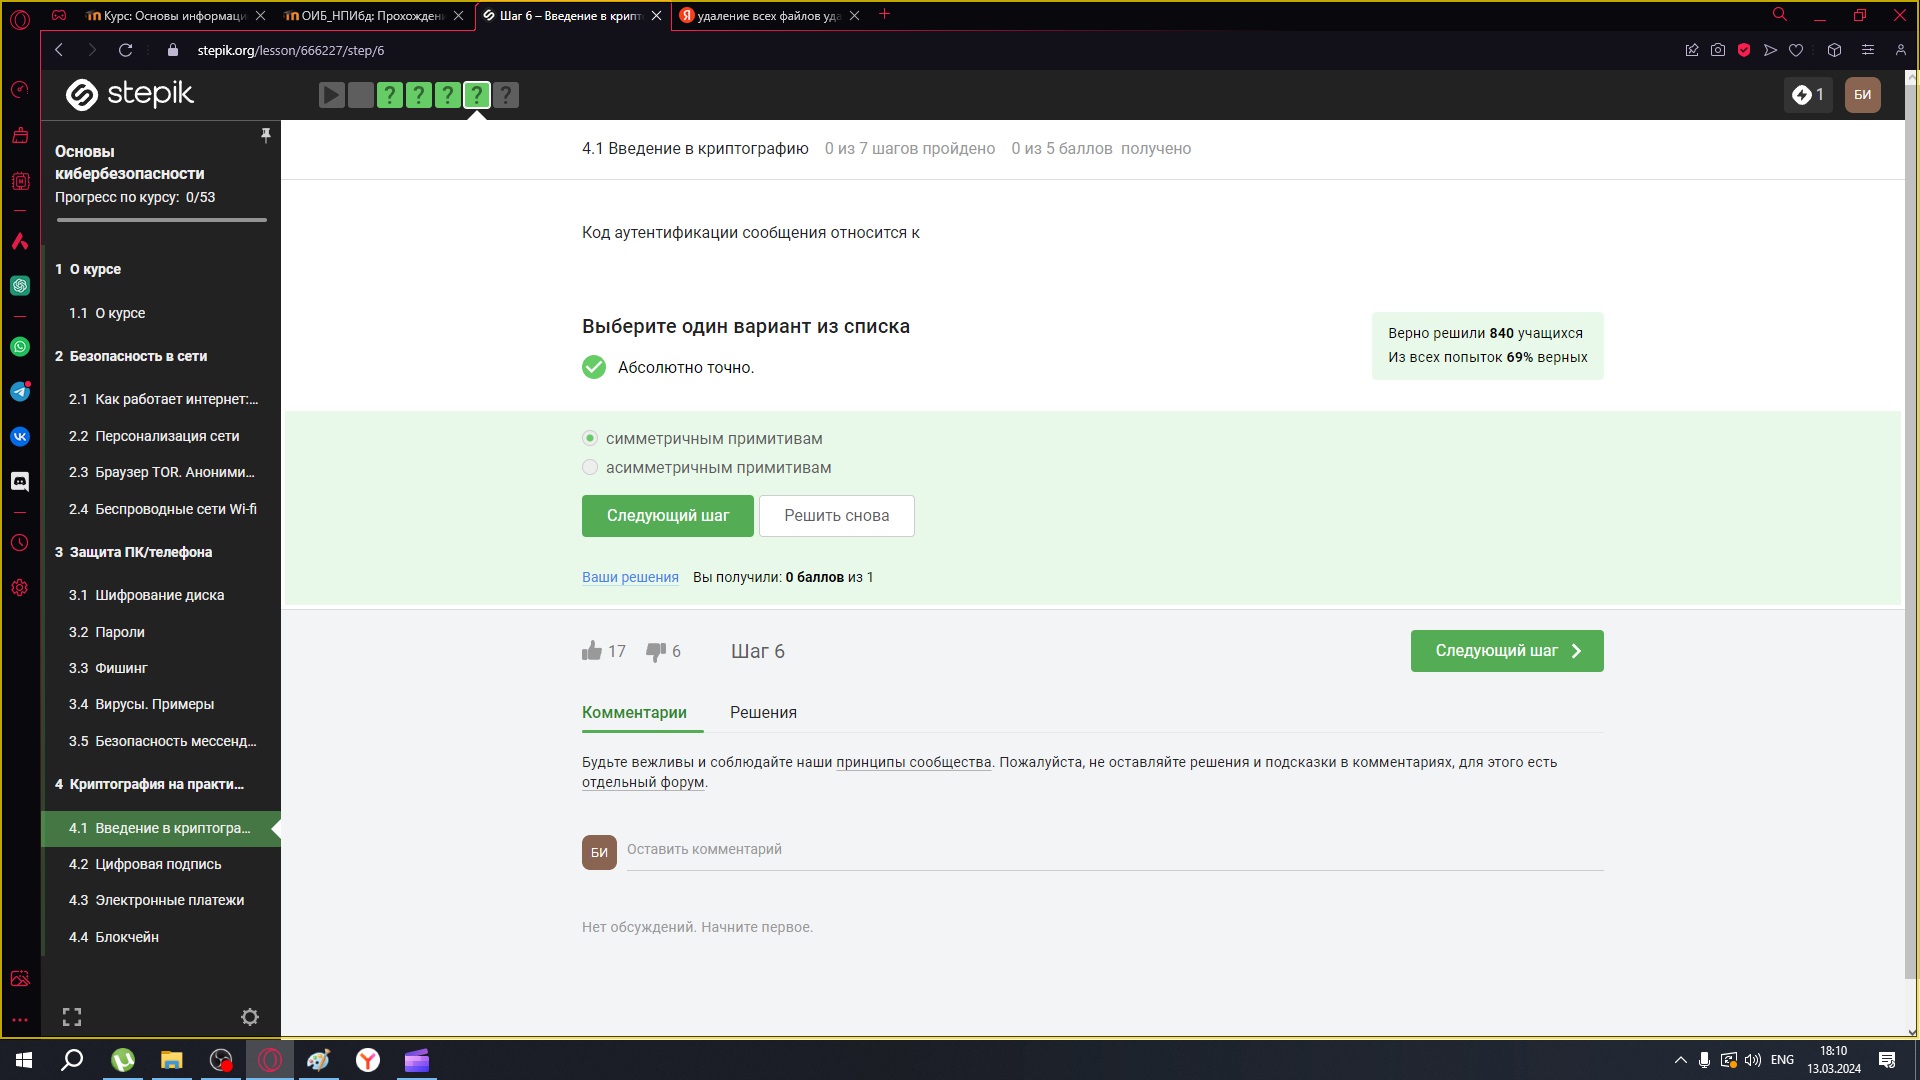 Курс: Основы информаци
ОИБ_НПИбд: Прохожден
Шаг 6 – Введение в крипт
удаление всех файлов уда
stepik.org/lesson/666227/step/6
stepik
1
БИ
Основы
кибербезопасности
Прогресс по курсу: 0/53
1 О курсе
1.1 О курсе
2 Безопасность в сети
2.1 Как работает интернет:...
2.2 Персонализация сети
2.3 Браузер TOR. Аноними...
2.4 Беспроводные сети Wi-fi
3 Защита ПК/телефона
3.1 Шифрование диска
3.2 Пароли
3.3 Фишинг
3.4 Вирусы. Примеры
3.5 Безопасность мессенд...
4 Криптография на практи...
4.1 Введение в криптогра...
4.2 Цифровая подпись
4.3 Электронные платежи
4.4 Блокчейн
4.1 Введение в криптографию 0 из 7 шагов пройдено 0 из 5 баллов получено
Код аутентификации сообщения относится к
Выберите один вариант из списка
Абсолютно точно.
Верно решили 840 учащихся
Из всех попыток 69% верных
симметричным примитивам
асимметричным примитивам
Следующий шаг
Решить снова
Ваши решения Вы получили: 0 баллов из 1
17
6
Шаг 6
Следующий шаг
Комментарии
Решения
Будьте вежливы и соблюдайте наши принципы сообщества. Пожалуйста, не оставляйте решения и подсказки в комментариях, для этого есть
отдельный форум.
БИ
Оставить комментарий
Нет обсуждений. Начните первое.
ENG
18:10
13.03.2024